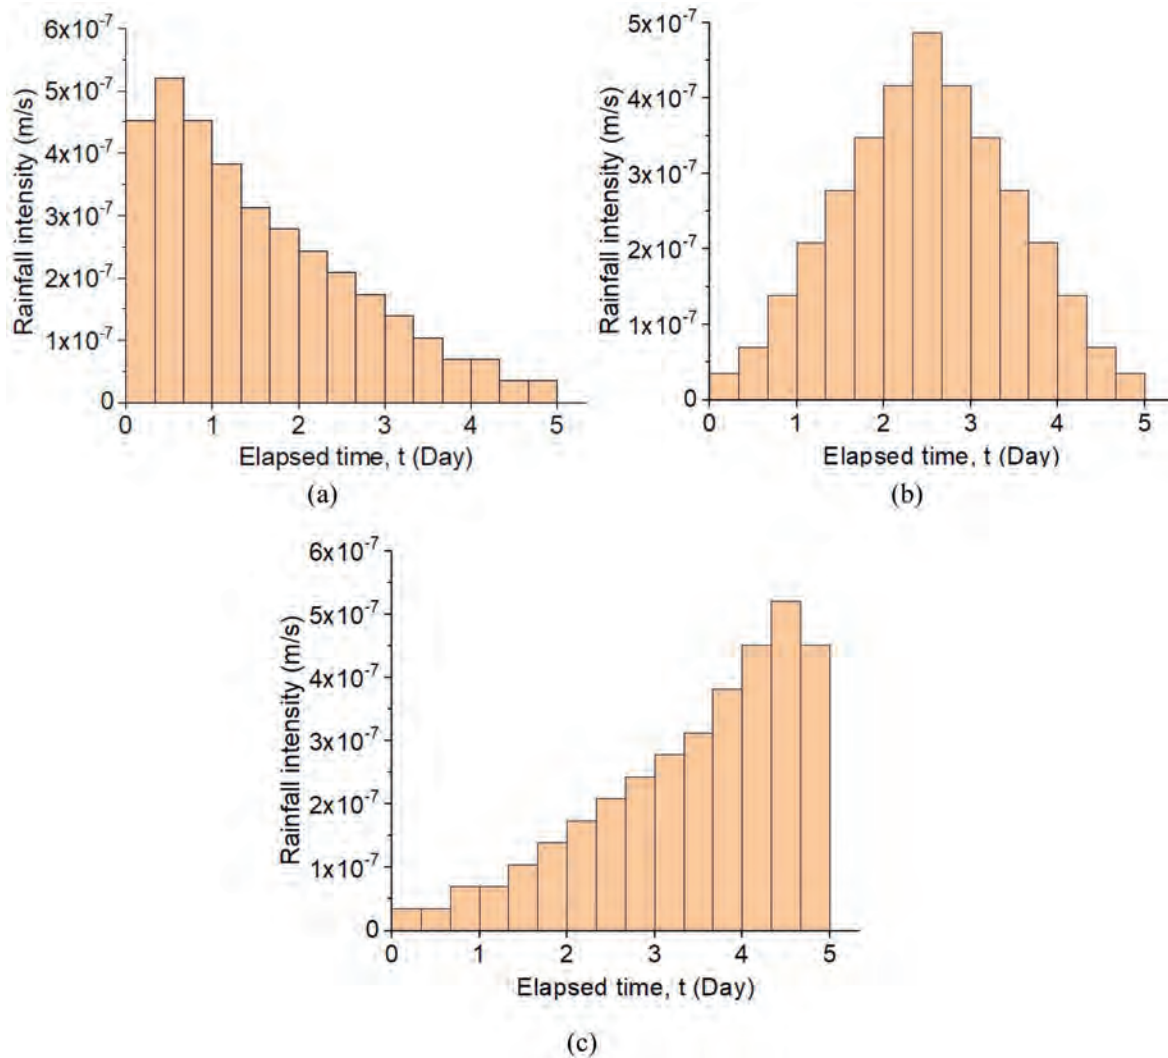 6x10⁻⁷
5x10⁻⁷
4x10⁻⁷
3x10⁻⁷
2x10⁻⁷
1x10⁻⁷
0
Rainfall intensity (m/s)
0 1 2 3 4 5
Elapsed time, t (Day)
(a)
5x10⁻⁷
4x10⁻⁷
3x10⁻⁷
2x10⁻⁷
1x10⁻⁷
0
Rainfall intensity (m/s)
0 1 2 3 4 5
Elapsed time, t (Day)
(b)
6x10⁻⁷
5x10⁻⁷
4x10⁻⁷
3x10⁻⁷
2x10⁻⁷
1x10⁻⁷
0
Rainfall intensity (m/s)
0 1 2 3 4 5
Elapsed time, t (Day)
(c)